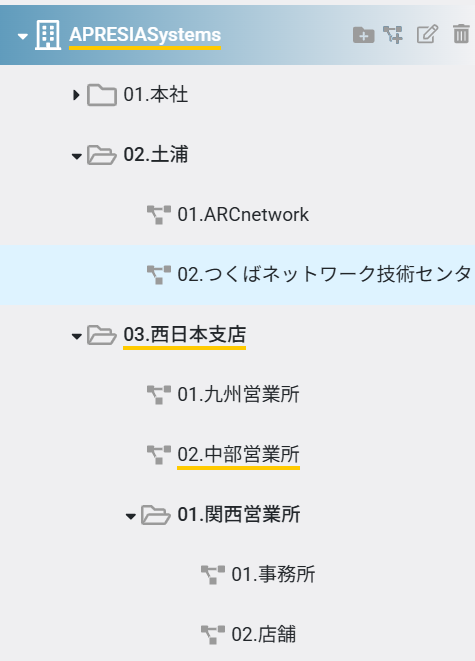 APRESIASystems
01.本社
02.土浦
01.ARCnetwork
02.つくばネットワーク技術センタ
03.西日本支店
01.九州営業所
02.中部営業所
01.関西営業所
01.事務所
02.店舗